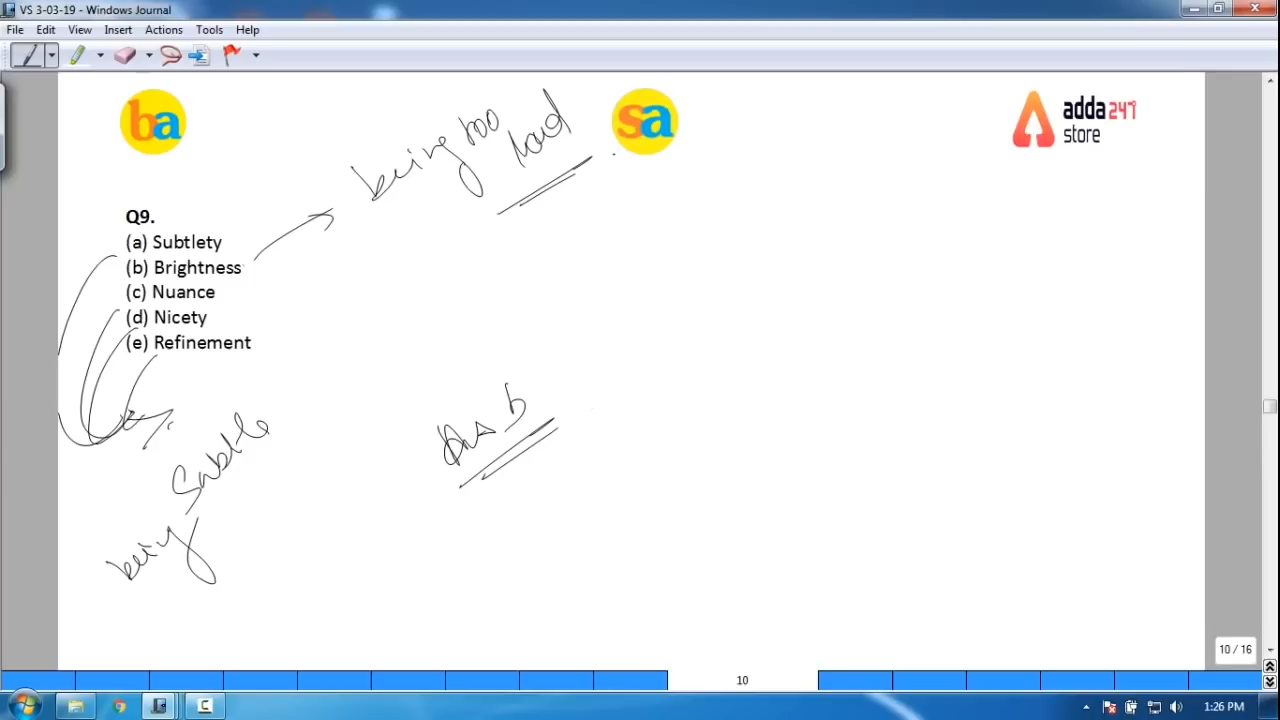 VS 3-03-19 - Windows Journal
File Edit View Insert Actions Tools Help
ba
sa
adda247
store
being too
loud
Q9.
(a) Subtlety
(b) Brightness
(c) Nuance
(d) Nicety
(e) Refinement
Ans b
being Subtle
10 / 16
10
1:26 PM